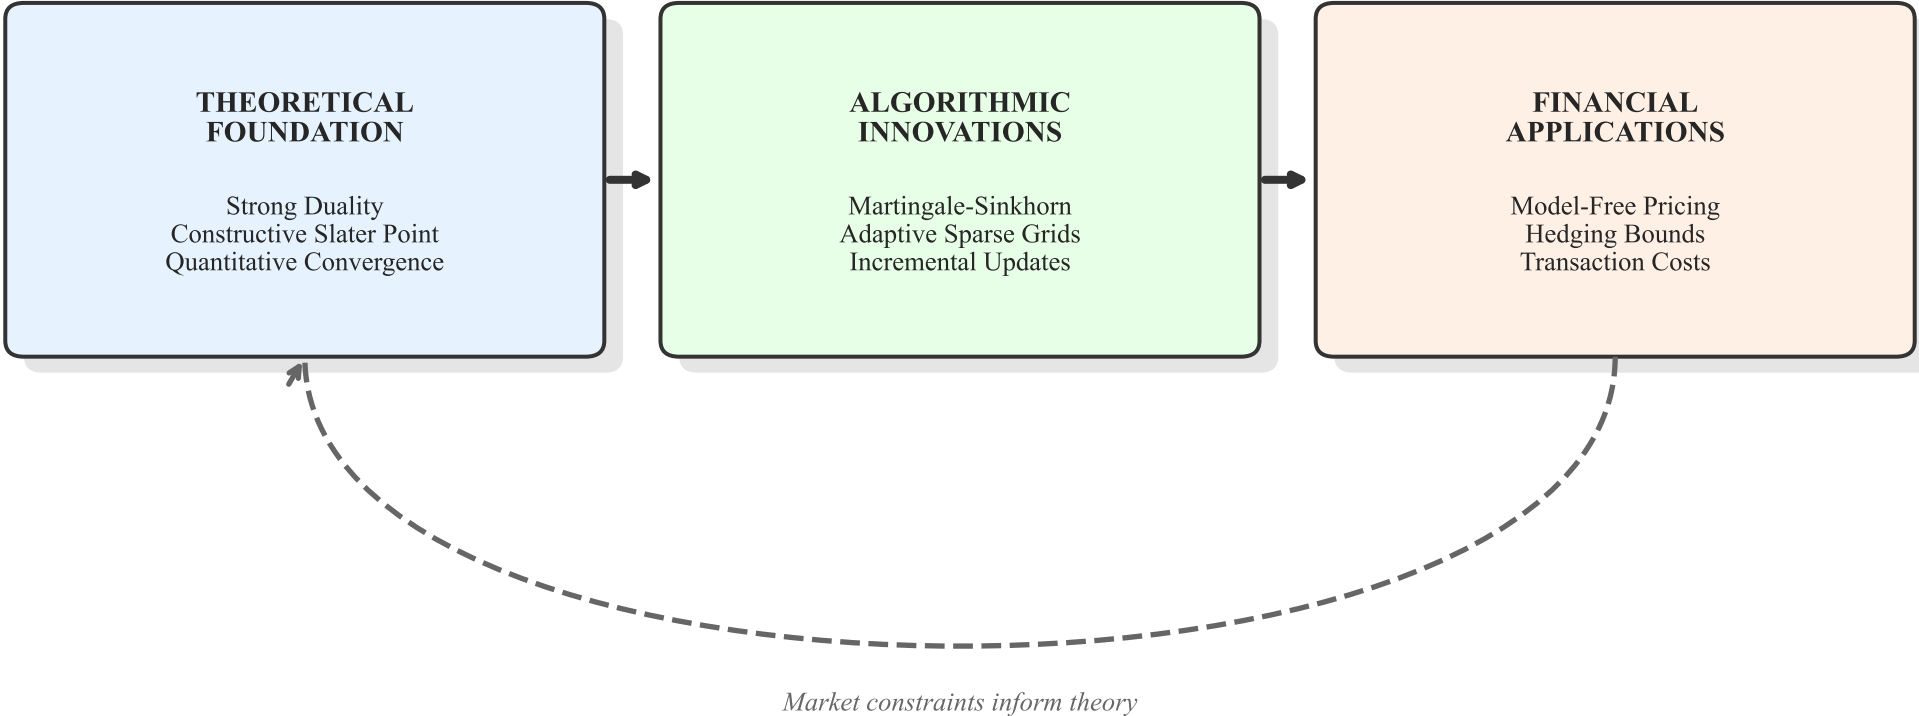 THEORETICAL
FOUNDATION
Strong Duality
Constructive Slater Point
Quantitative Convergence
ALGORITHMIC
INNOVATIONS
Martingale-Sinkhorn
Adaptive Sparse Grids
Incremental Updates
FINANCIAL
APPLICATIONS
Model-Free Pricing
Hedging Bounds
Transaction Costs
Market constraints inform theory